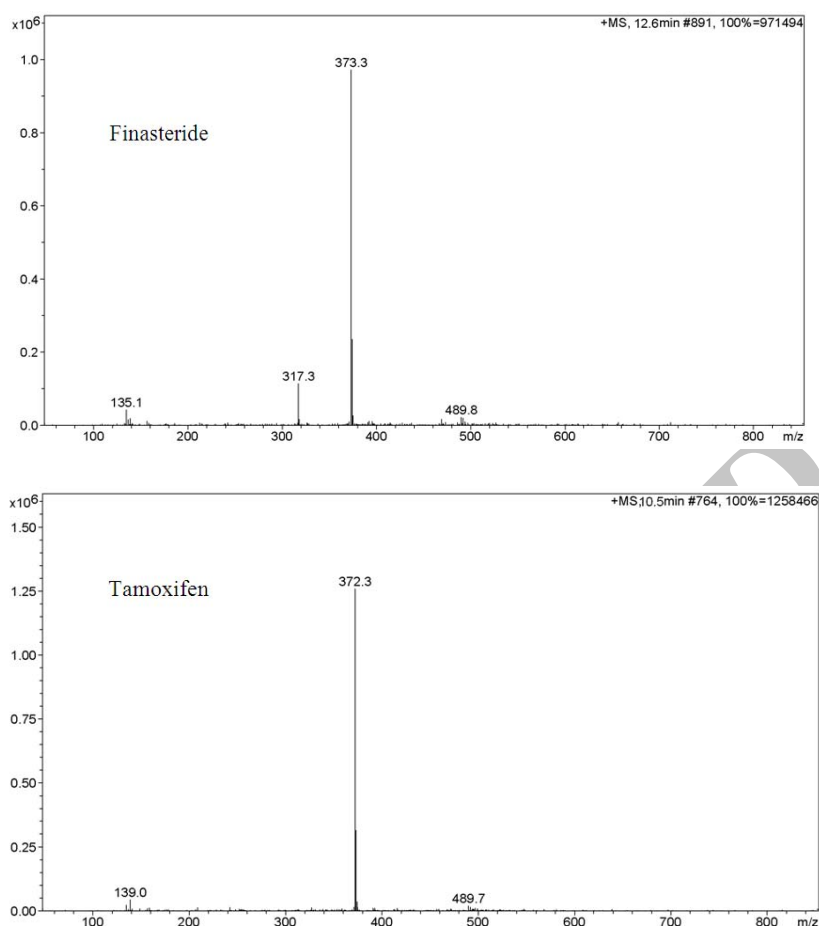 x10⁶
+MS, 12.6min #891, 100%=971494
373.3
1.0
Finasteride
0.8
0.6
0.4
0.2
317.3
135.1
489.8
0.0
100 200 300 400 500 600 700 800 m/z
x10⁶
+MS,10.5min #764, 100%=1258466
1.50
Tamoxifen
372.3
1.25
1.00
0.75
0.50
0.25
139.0
489.7
0.00
100 200 300 400 500 600 700 800 m/z